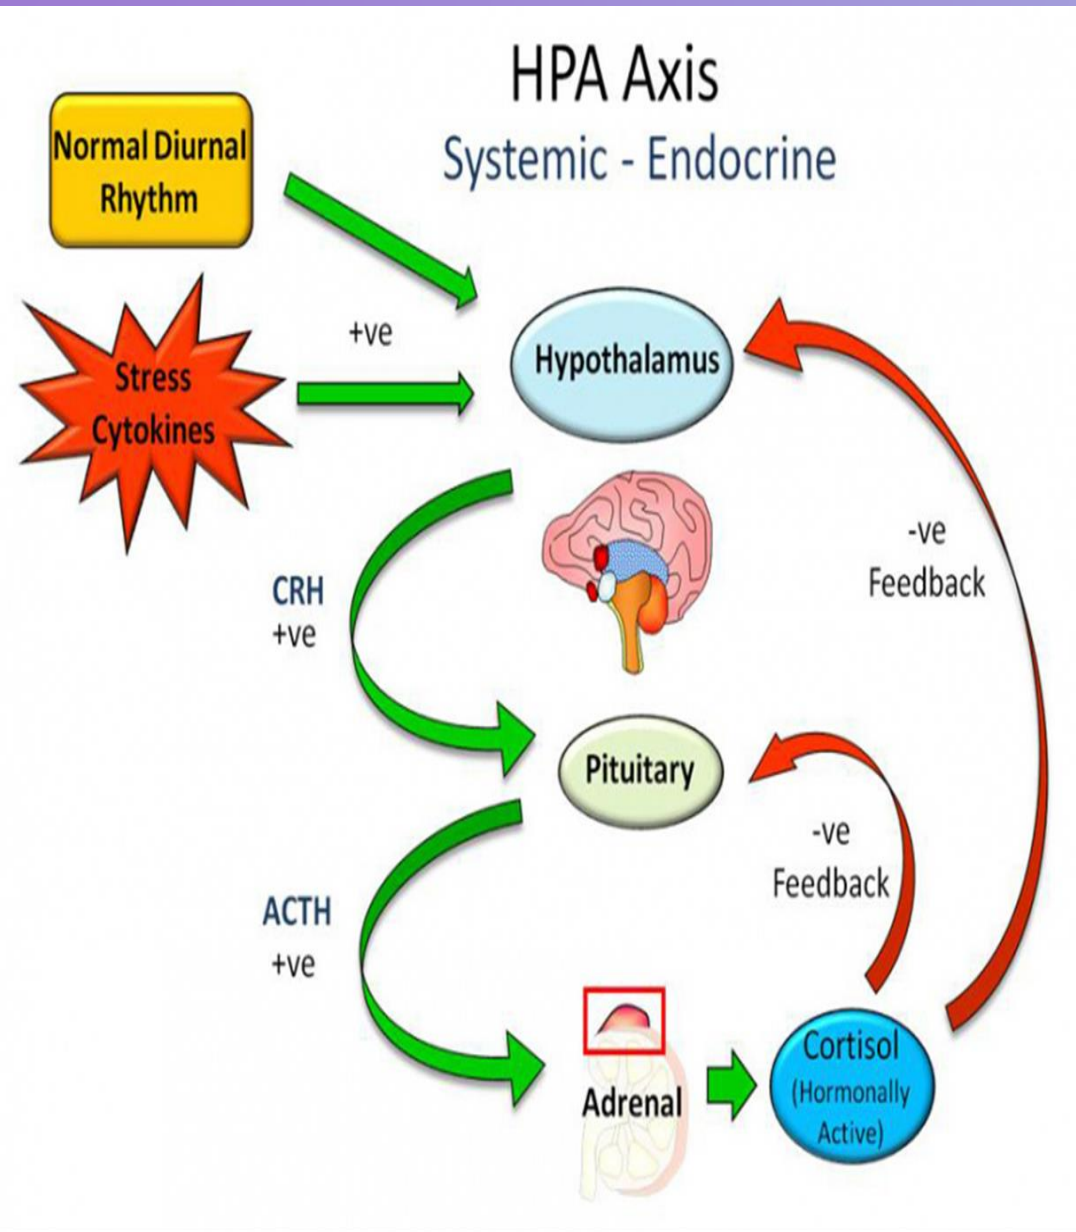 HPA Axis
Systemic - Endocrine
Normal Diurnal
Rhythm
Stress
Cytokines
+ve
Hypothalamus
-ve
Feedback
CRH
+ve
Pituitary
-ve
Feedback
ACTH
+ve
Adrenal
Cortisol
(Hormonally
Active)